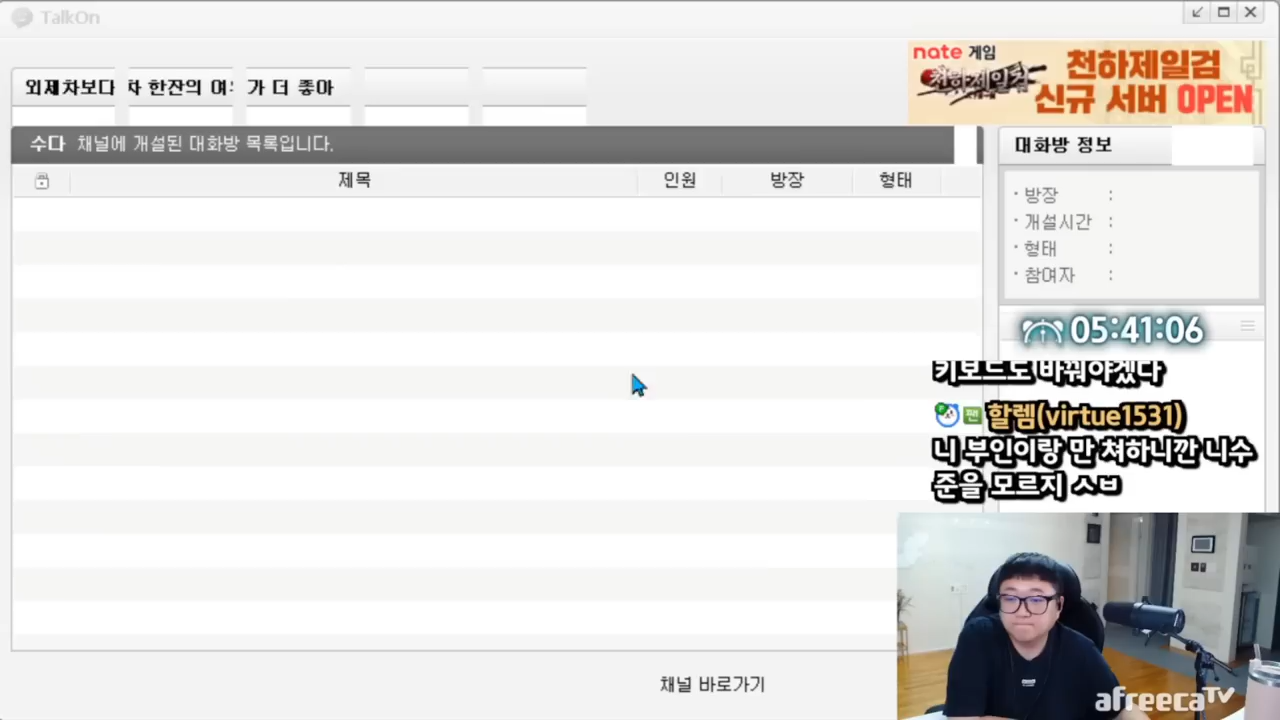 TalkOn
nate 게임
천하제일검
천하제일검
신규 서버 OPEN
외제차보다
차 한잔의 여
가 더 좋아
수다 채널에 개설된 대화방 목록입니다.
대화방 정보
제목
인원
방장
형태
· 방장 :
· 개설시간 :
· 형태 :
· 참여자 :
05:41:06
키보드도 바꿔야겠다
팬 할렘(virtue1531)
니 부인이랑 만 쳐하니깐 니수
준을 모르지 ㅅㅂ
채널 바로가기
afreecaTV